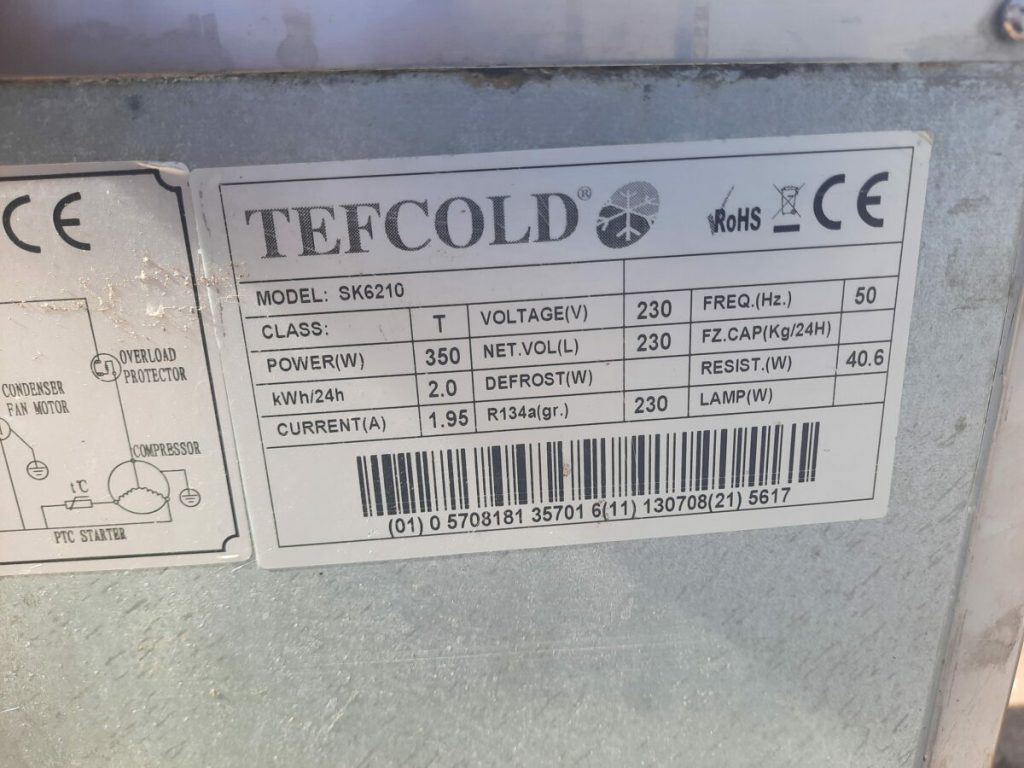 CE
OVERLOAD
PROTECTOR
CONDENSER
FAN MOTOR
COMPRESSOR
t℃
PTC STARTER
TEFCOLD® RoHS CE
MODEL: SK6210
CLASS: T VOLTAGE(V) 230 FREQ.(Hz.) 50
POWER(W) 350 NET.VOL(L) 230 FZ.CAP(Kg/24H)
kWh/24h 2.0 DEFROST(W) RESIST.(W) 40.6
CURRENT(A) 1.95 R134a(gr.) 230 LAMP(W)
(01) 0 5708181 35701 6(11) 130708(21) 5617